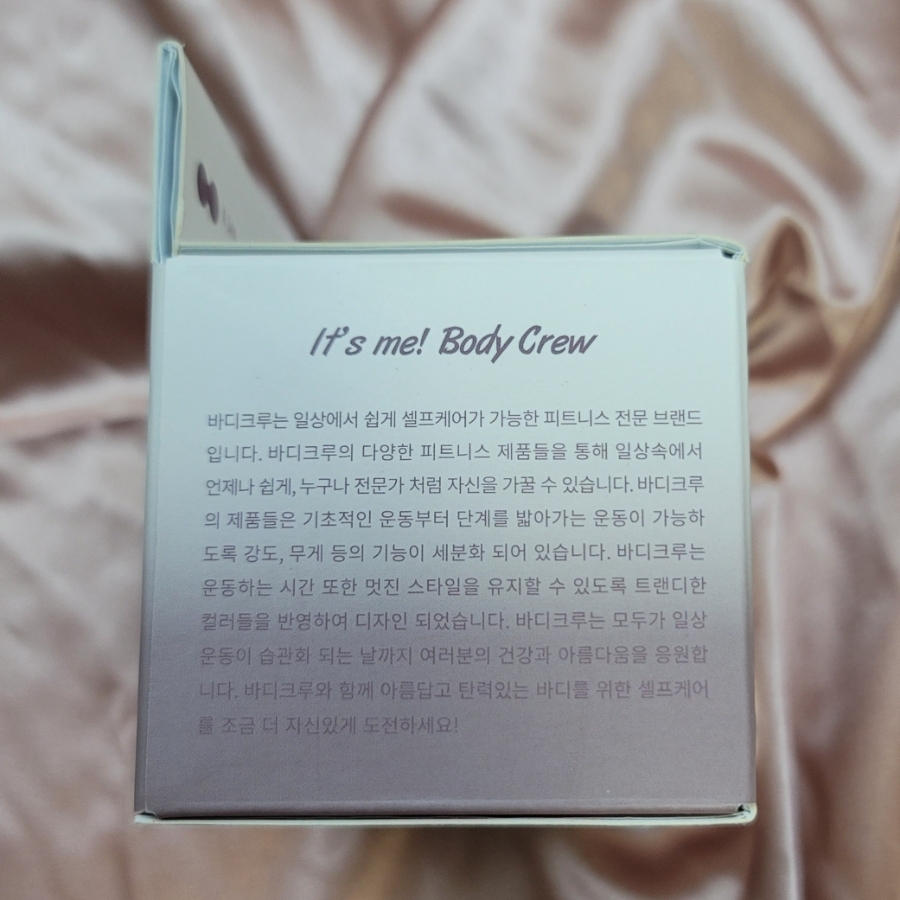 It's me! Body Crew
바디크루는 일상에서 쉽게 셀프케어가 가능한 피트니스 전문 브랜드
입니다. 바디크루의 다양한 피트니스 제품들을 통해 일상속에서
언제나 쉽게, 누구나 전문가 처럼 자신을 가꿀 수 있습니다. 바디크루
의 제품들은 기초적인 운동부터 단계를 밟아가는 운동이 가능하
도록 강도, 무게 등의 기능이 세분화 되어 있습니다. 바디크루는
운동하는 시간 또한 멋진 스타일을 유지할 수 있도록 트랜디한
컬러들을 반영하여 디자인 되었습니다. 바디크루는 모두가 일상
운동이 습관화 되는 날까지 여러분의 건강과 아름다움을 응원합
니다. 바디크루와 함께 아름답고 탄력있는 바디를 위한 셀프케어
를 조금 더 자신있게 도전하세요!